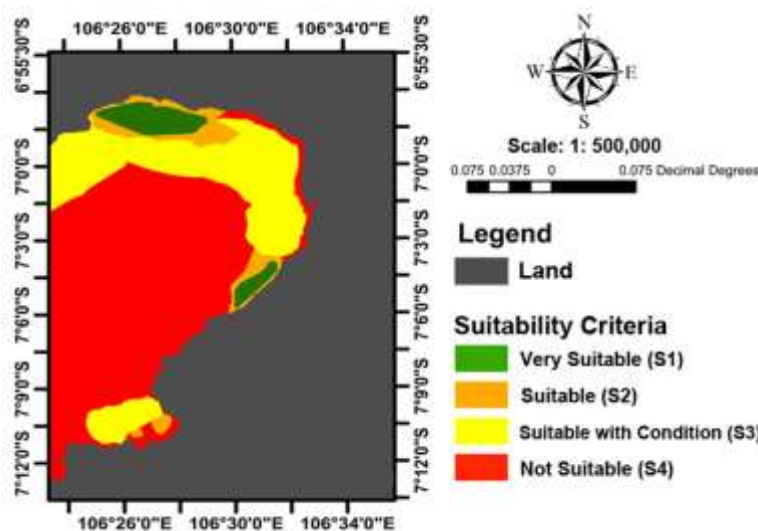 106°26'0"E 106°30'0"E 106°34'0"E
6°55'30"S
7°0'0"S
7°3'0"S
7°6'0"S
7°9'0"S
7°12'0"S
6°55'30"S
7°0'0"S
7°3'0"S
7°6'0"S
7°9'0"S
7°12'0"S
106°26'0"E 106°30'0"E 106°34'0"E
N
W E
S
Scale: 1: 500,000
0.075 0.0375 0 0.075 Decimal Degrees
Legend
Land
Suitability Criteria
Very Suitable (S1)
Suitable (S2)
Suitable with Condition (S3)
Not Suitable (S4)